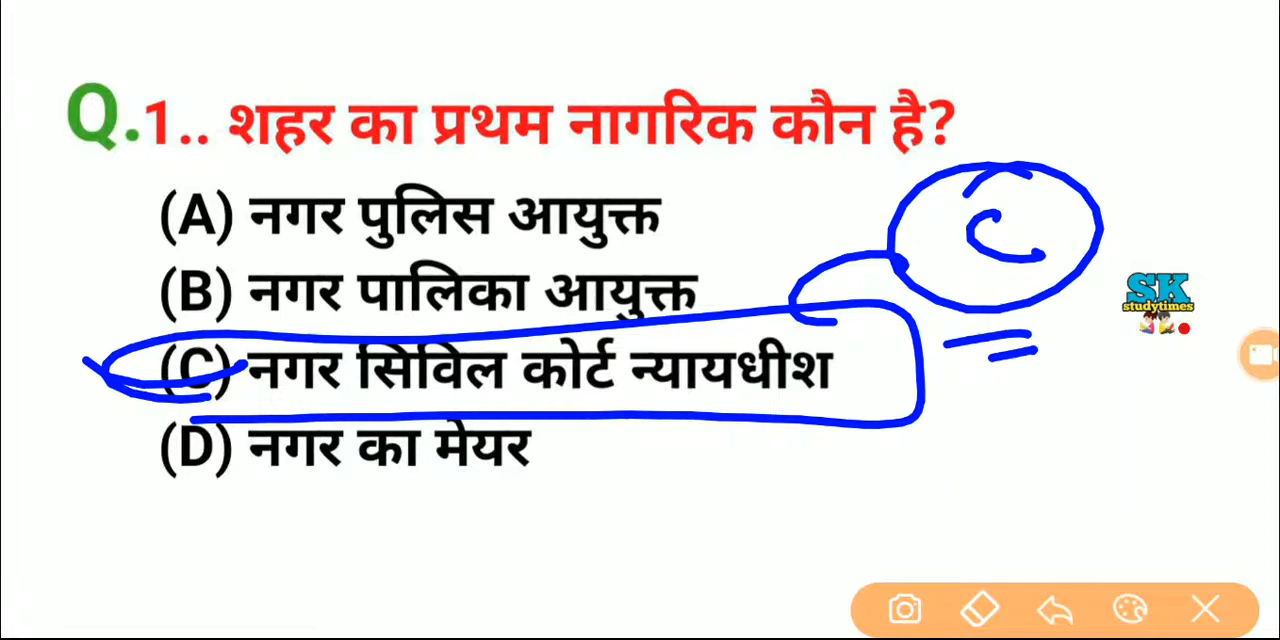 Q.1.. शहर का प्रथम नागरिक कौन है?
(A) नगर पुलिस आयुक्त
(B) नगर पालिका आयुक्त
C
SK
studytimes
(C) नगर सिविल कोर्ट न्यायधीश
(D) नगर का मेयर